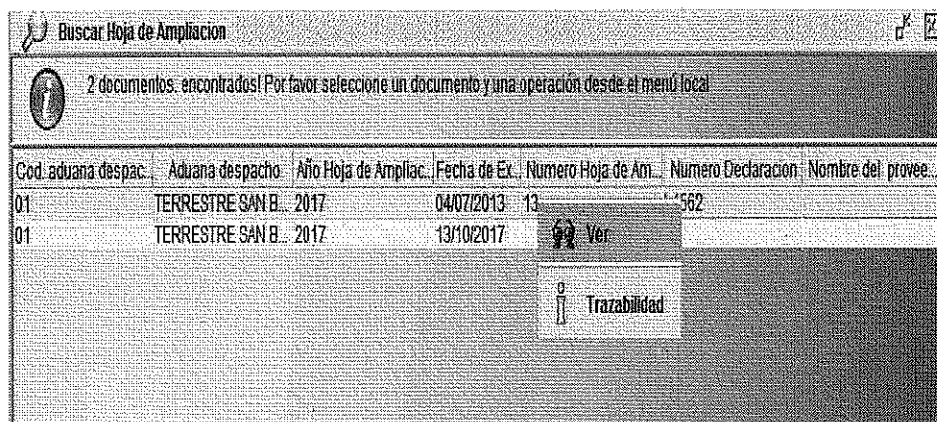 Buscar Hoja de Ampliacion
2 documentos. encontrados! Por favor seleccione un documento y una operación desde el menú local
Cod. aduana despac... Aduana despacho Año Hoja de Ampliac... Fecha de Ex... Numero Hoja de Am... Numero Declaracion Nombre del provee...
01 TERRESTRE SAN B... 2017 04/07/2013 13 562
01 TERRESTRE SAN B... 2017 13/10/2017
Ver
Trazabilidad